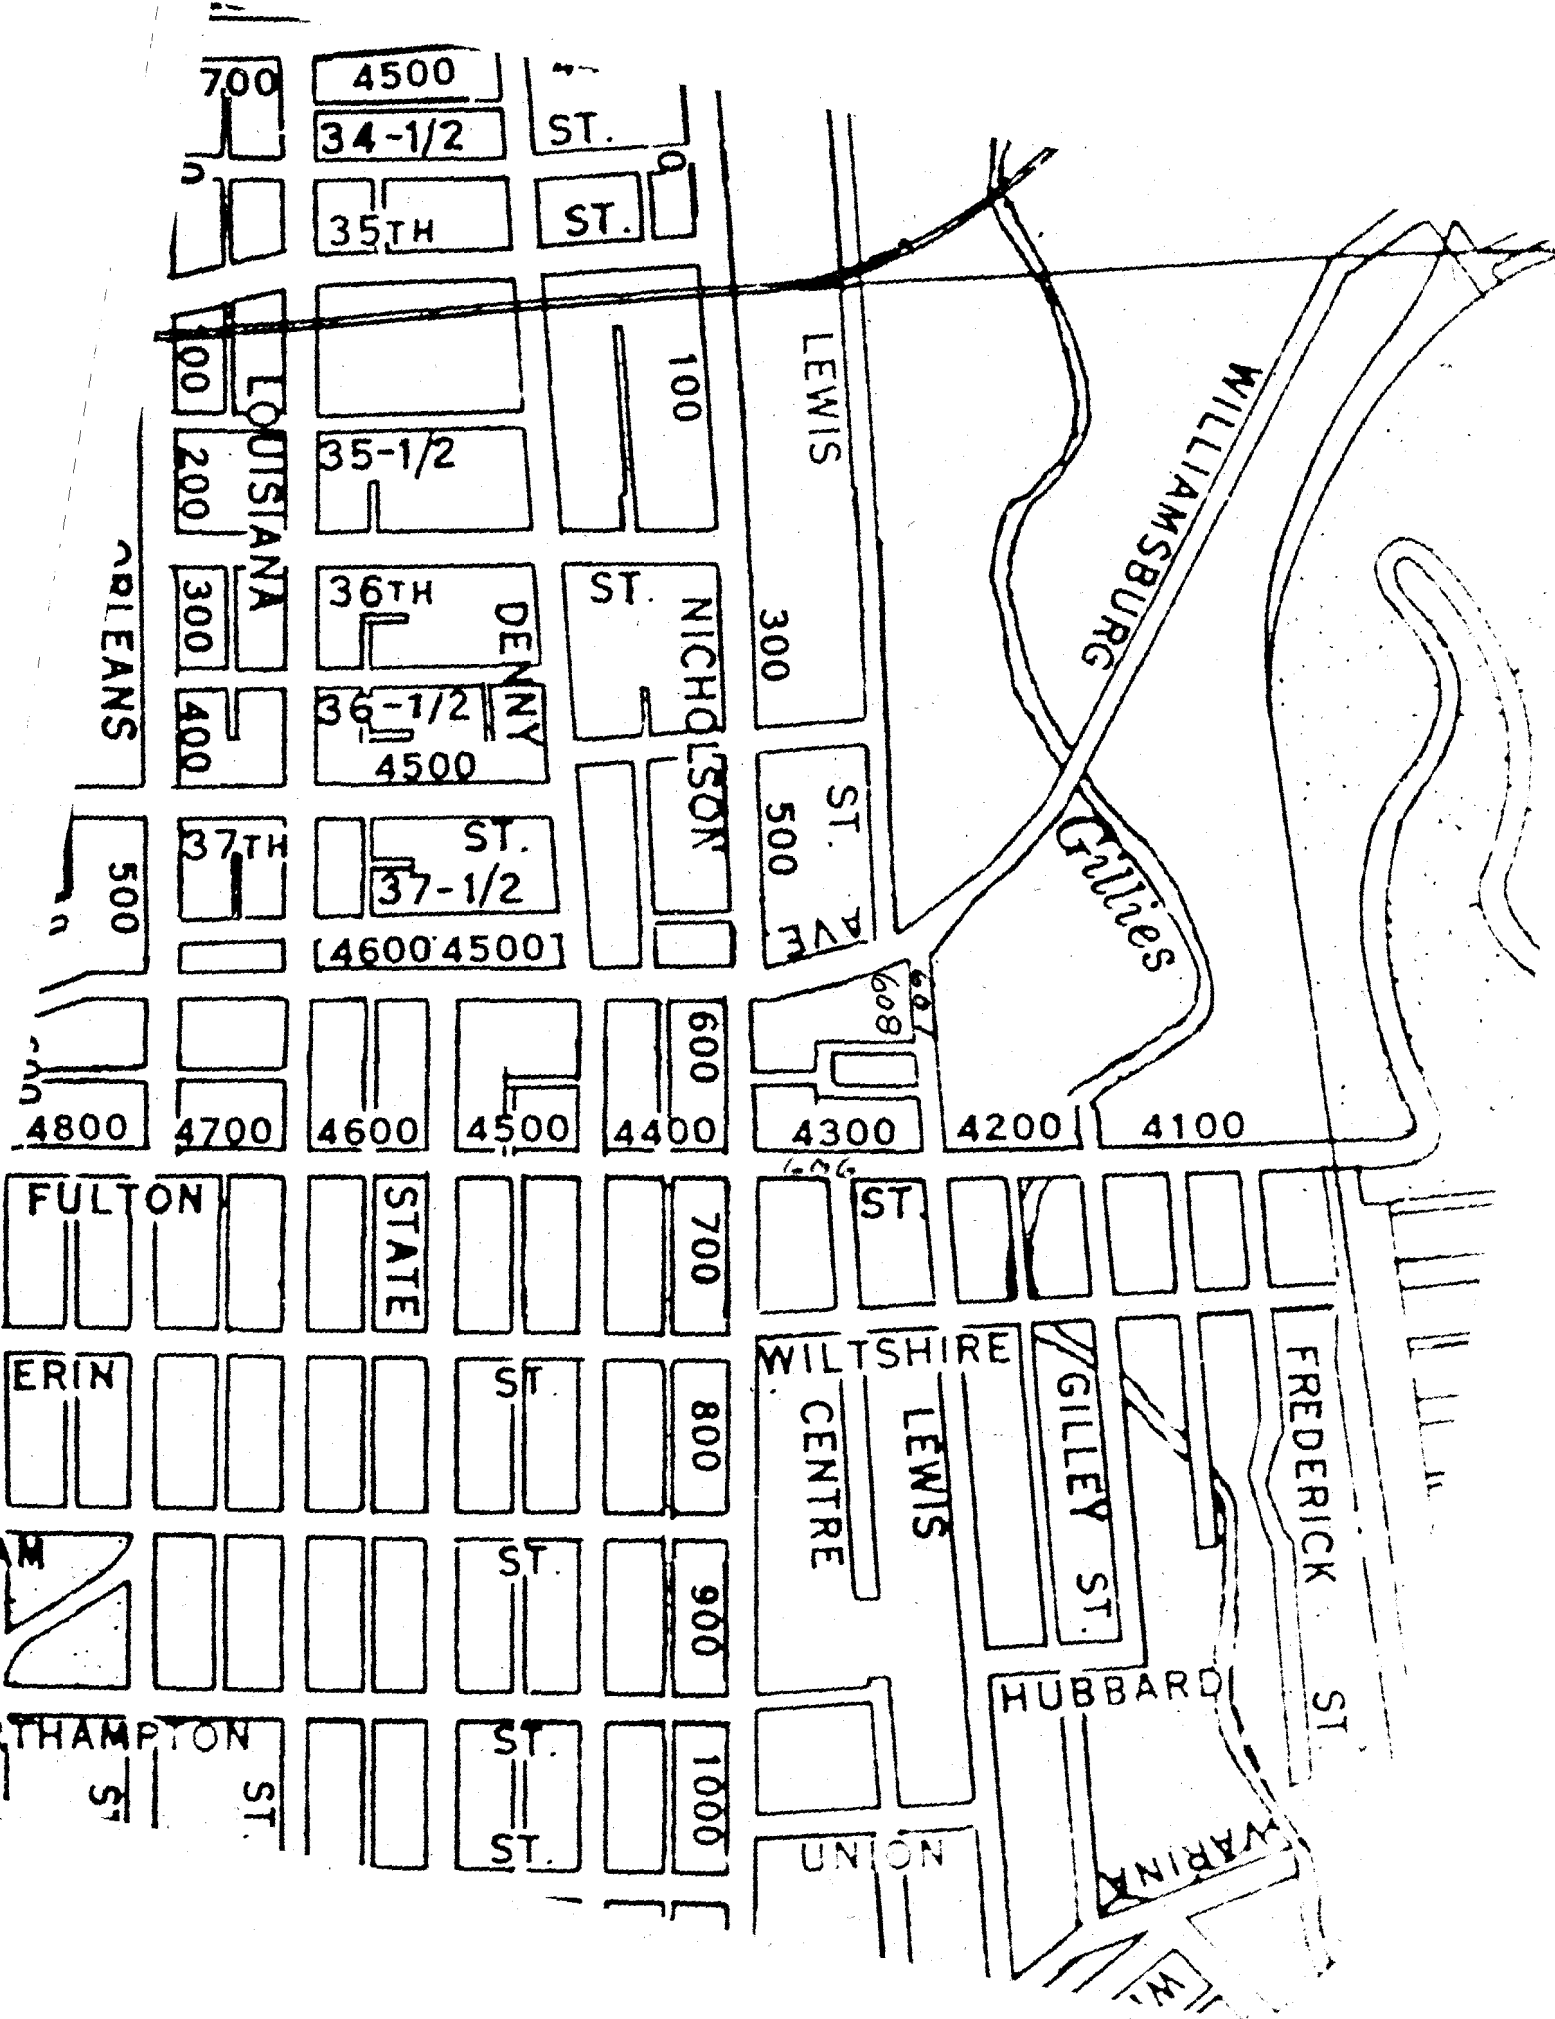 700
4500
34-1/2
ST.
35TH
ST.
100
LEWIS
LOUISIANA
WILLIAMSBURG
35-1/2
200
36TH
ST.
300
DENNY
NICHOLSON
300
ORLEANS
36-1/2
400
4500
37TH
ST.
500
ST.
Gillies
500
37-1/2
AVE
4600 4500
608
607
600
4800
4700
4600
4500
4400
4300
4200
4100
FULTON
STATE
ST.
700
ERIN
ST.
WILTSHIRE
FREDERICK
GILLEY ST.
CENTRE
LEWIS
800
ST
900
HUBBARD
ST
THAMPTON
ST.
1000
ST
ST
ST.
UNION
VARINA